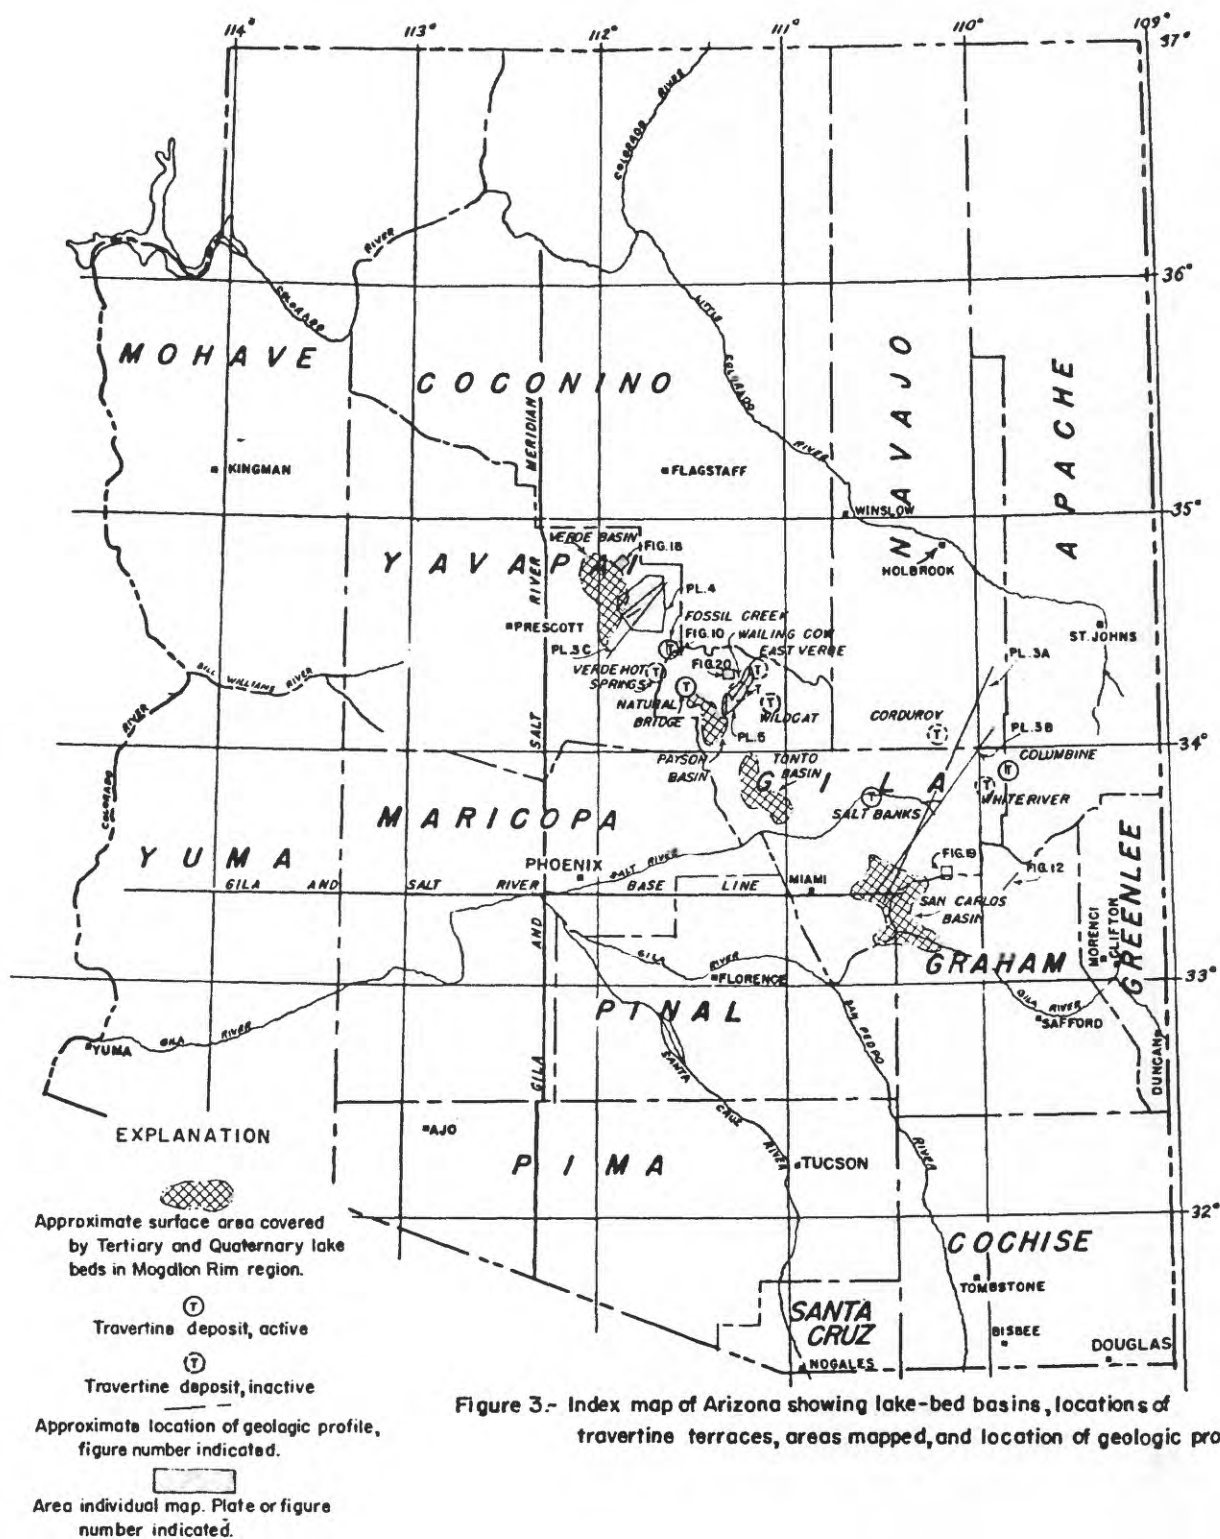 114°
113°
112°
111°
110°
109°
37°
COLORADO RIVER
COLORADO RIVER
36°
LITTLE COLORADO RIVER
MOHAVE
COCONINO
NAVAJO
APACHE
MERIDIAN
KINGMAN
FLAGSTAFF
WINSLOW
35°
HOLBROOK
VERDE BASIN
FIG.18
YAVAPAI
PL.4
RIVER
PRESCOTT
FOSSIL CREEK
FIG.10
WAILING COW
EAST VERDE
ST. JOHNS
PL.3C
FIG.20
PL.3A
VERDE HOT
SPRINGS
T
T
T
T
T
T
BILL WILLIAMS RIVER
NATURAL
BRIDGE
WILDCAT
CORDUROY
T
PL.3B
PL.5
SALT
34°
PAYSON
BASIN
TONTO
BASIN
COLUMBINE
T
GILA
T
T
WHITERIVER
SALT BANKS
COLORADO RIVER
MARICOPA
YUMA
PHOENIX
SALT RIVER
FIG.19
GILA AND SALT RIVER BASE LINE
MIAMI
FIG.12
SAN CARLOS
BASIN
AND
MORENCI
CLIFTON
GREENLEE
GILA RIVER
FLORENCE
GRAHAM
33°
PINAL
GILA RIVER
SAFFORD
YUMA
GILA RIVER
SAN PEDRO RIVER
DUNCAN
GILA
SANTA CRUZ RIVER
EXPLANATION
AJO
PIMA
TUCSON
32°
Approximate surface area covered
by Tertiary and Quaternary lake
beds in Mogollon Rim region.
COCHISE
TOMBSTONE
T
Travertine deposit, active
SANTA
CRUZ
BISBEE
DOUGLAS
T
NOGALES
Travertine deposit, inactive
Approximate location of geologic profile,
figure number indicated.
Figure 3.- Index map of Arizona showing lake-bed basins, locations of
travertine terraces, areas mapped, and location of geologic pro
Area individual map. Plate or figure
number indicated.